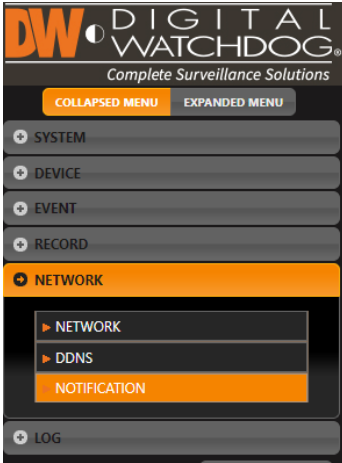 DW DIGITAL
WATCHDOG®
Complete Surveillance Solutions
COLLAPSED MENU EXPANDED MENU
SYSTEM
DEVICE
EVENT
RECORD
NETWORK
NETWORK
DDNS
NOTIFICATION
LOG